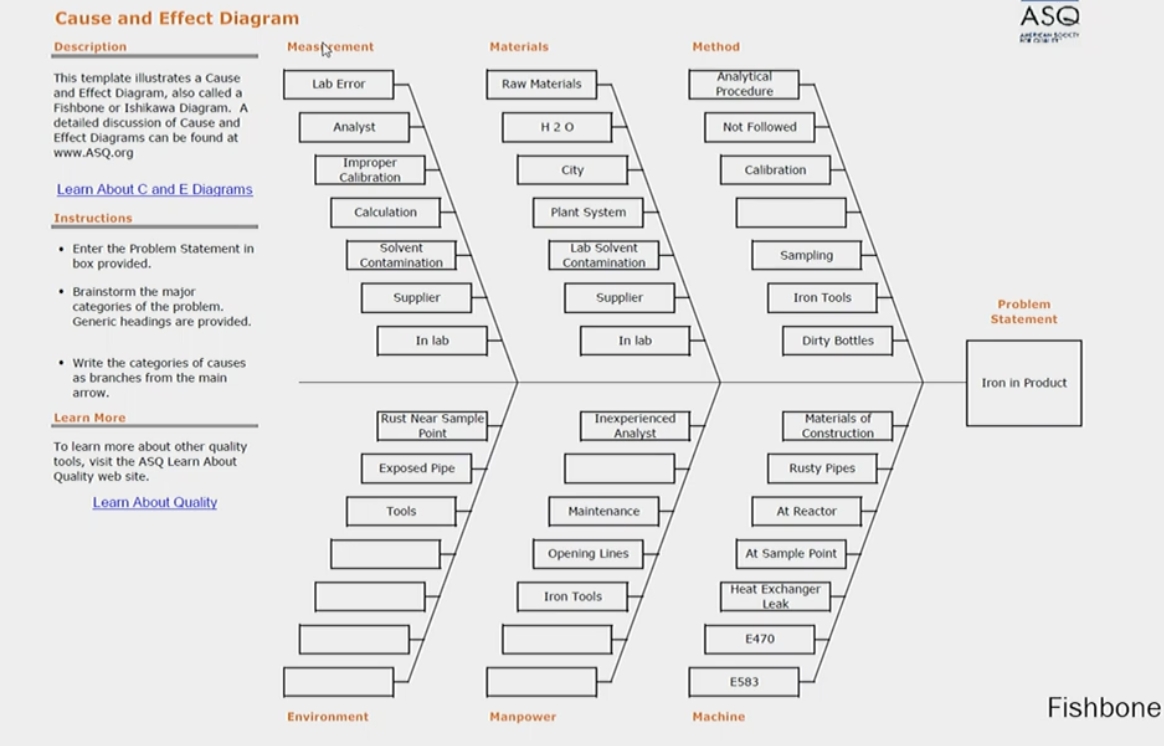 Cause and Effect Diagram
ASQ
AMERICAN SOCIETY
FOR QUALITY
Description
This template illustrates a Cause
and Effect Diagram, also called a
Fishbone or Ishikawa Diagram. A
detailed discussion of Cause and
Effect Diagrams can be found at
www.ASQ.org
Learn About C and E Diagrams
Instructions
• Enter the Problem Statement in
box provided.
• Brainstorm the major
categories of the problem.
Generic headings are provided.
• Write the categories of causes
as branches from the main
arrow.
Learn More
To learn more about other quality
tools, visit the ASQ Learn About
Quality web site.
Learn About Quality
Measurement
Lab Error
Analyst
Improper
Calibration
Calculation
Solvent
Contamination
Supplier
In lab
Materials
Raw Materials
H 2 O
City
Plant System
Lab Solvent
Contamination
Supplier
In lab
Method
Analytical
Procedure
Not Followed
Calibration
Sampling
Iron Tools
Dirty Bottles
Problem
Statement
Iron in Product
Rust Near Sample
Point
Exposed Pipe
Tools
Environment
Inexperienced
Analyst
Maintenance
Opening Lines
Iron Tools
Manpower
Materials of
Construction
Rusty Pipes
At Reactor
At Sample Point
Heat Exchanger
Leak
E470
E583
Machine
Fishbone